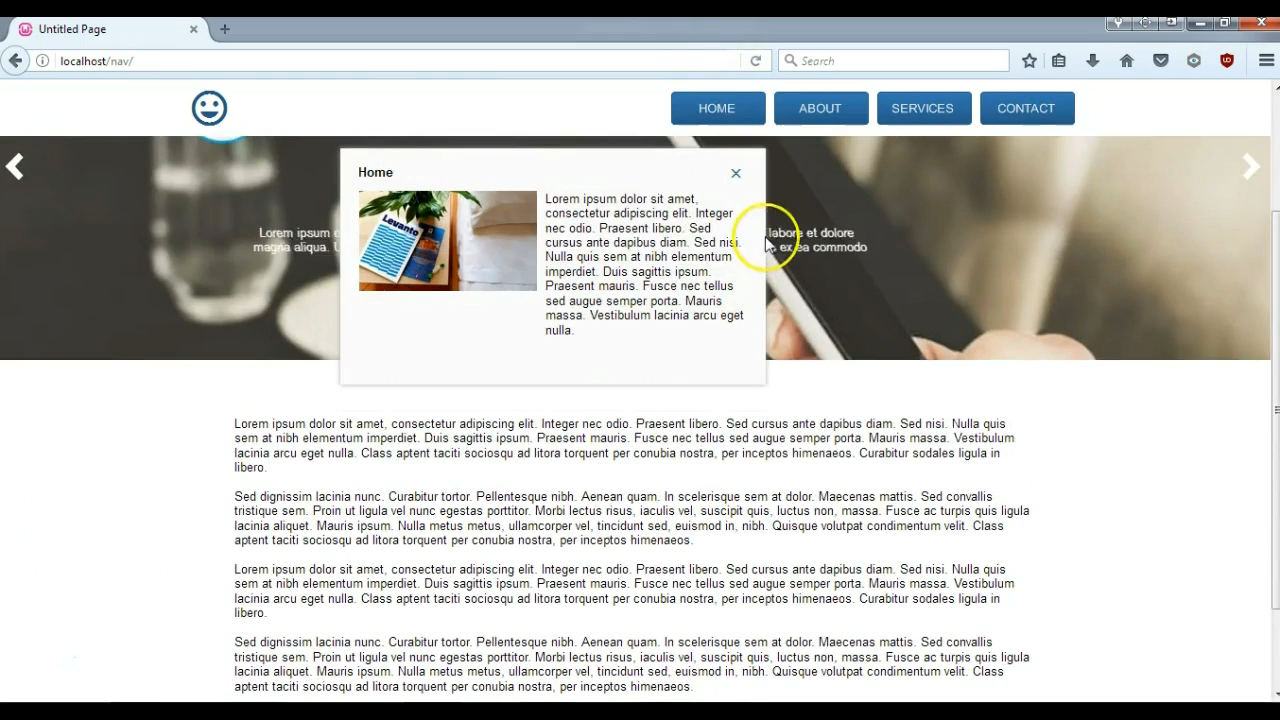 Untitled Page
localhost/nav/
Search
HOME
ABOUT
SERVICES
CONTACT
Home
Levanto
Lorem ipsum dolor sit amet,
consectetur adipiscing elit. Integer
nec odio. Praesent libero. Sed
cursus ante dapibus diam. Sed nisi.
Nulla quis sem at nibh elementum
imperdiet. Duis sagittis ipsum.
Praesent mauris. Fusce nec tellus
sed augue semper porta. Mauris
massa. Vestibulum lacinia arcu eget
nulla.
Lorem ipsum
labore et dolore
magna aliqua. U
ex ea commodo
Lorem ipsum dolor sit amet, consectetur adipiscing elit. Integer nec odio. Praesent libero. Sed cursus ante dapibus diam. Sed nisi. Nulla quis
sem at nibh elementum imperdiet. Duis sagittis ipsum. Praesent mauris. Fusce nec tellus sed augue semper porta. Mauris massa. Vestibulum
lacinia arcu eget nulla. Class aptent taciti sociosqu ad litora torquent per conubia nostra, per inceptos himenaeos. Curabitur sodales ligula in
libero.
Sed dignissim lacinia nunc. Curabitur tortor. Pellentesque nibh. Aenean quam. In scelerisque sem at dolor. Maecenas mattis. Sed convallis
tristique sem. Proin ut ligula vel nunc egestas porttitor. Morbi lectus risus, iaculis vel, suscipit quis, luctus non, massa. Fusce ac turpis quis ligula
lacinia aliquet. Mauris ipsum. Nulla metus metus, ullamcorper vel, tincidunt sed, euismod in, nibh. Quisque volutpat condimentum velit. Class
aptent taciti sociosqu ad litora torquent per conubia nostra, per inceptos himenaeos.
Lorem ipsum dolor sit amet, consectetur adipiscing elit. Integer nec odio. Praesent libero. Sed cursus ante dapibus diam. Sed nisi. Nulla quis
sem at nibh elementum imperdiet. Duis sagittis ipsum. Praesent mauris. Fusce nec tellus sed augue semper porta. Mauris massa. Vestibulum
lacinia arcu eget nulla. Class aptent taciti sociosqu ad litora torquent per conubia nostra, per inceptos himenaeos. Curabitur sodales ligula in
libero.
Sed dignissim lacinia nunc. Curabitur tortor. Pellentesque nibh. Aenean quam. In scelerisque sem at dolor. Maecenas mattis. Sed convallis
tristique sem. Proin ut ligula vel nunc egestas porttitor. Morbi lectus risus, iaculis vel, suscipit quis, luctus non, massa. Fusce ac turpis quis ligula
lacinia aliquet. Mauris ipsum. Nulla metus metus, ullamcorper vel, tincidunt sed, euismod in, nibh. Quisque volutpat condimentum velit. Class
aptent taciti sociosqu ad litora torquent per conubia nostra, per inceptos himenaeos.